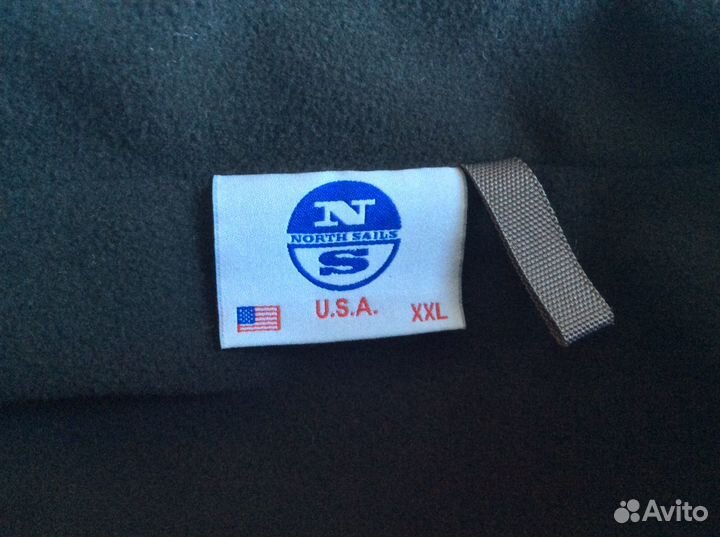 N
NORTH SAILS
S
U.S.A. XXL
Avito